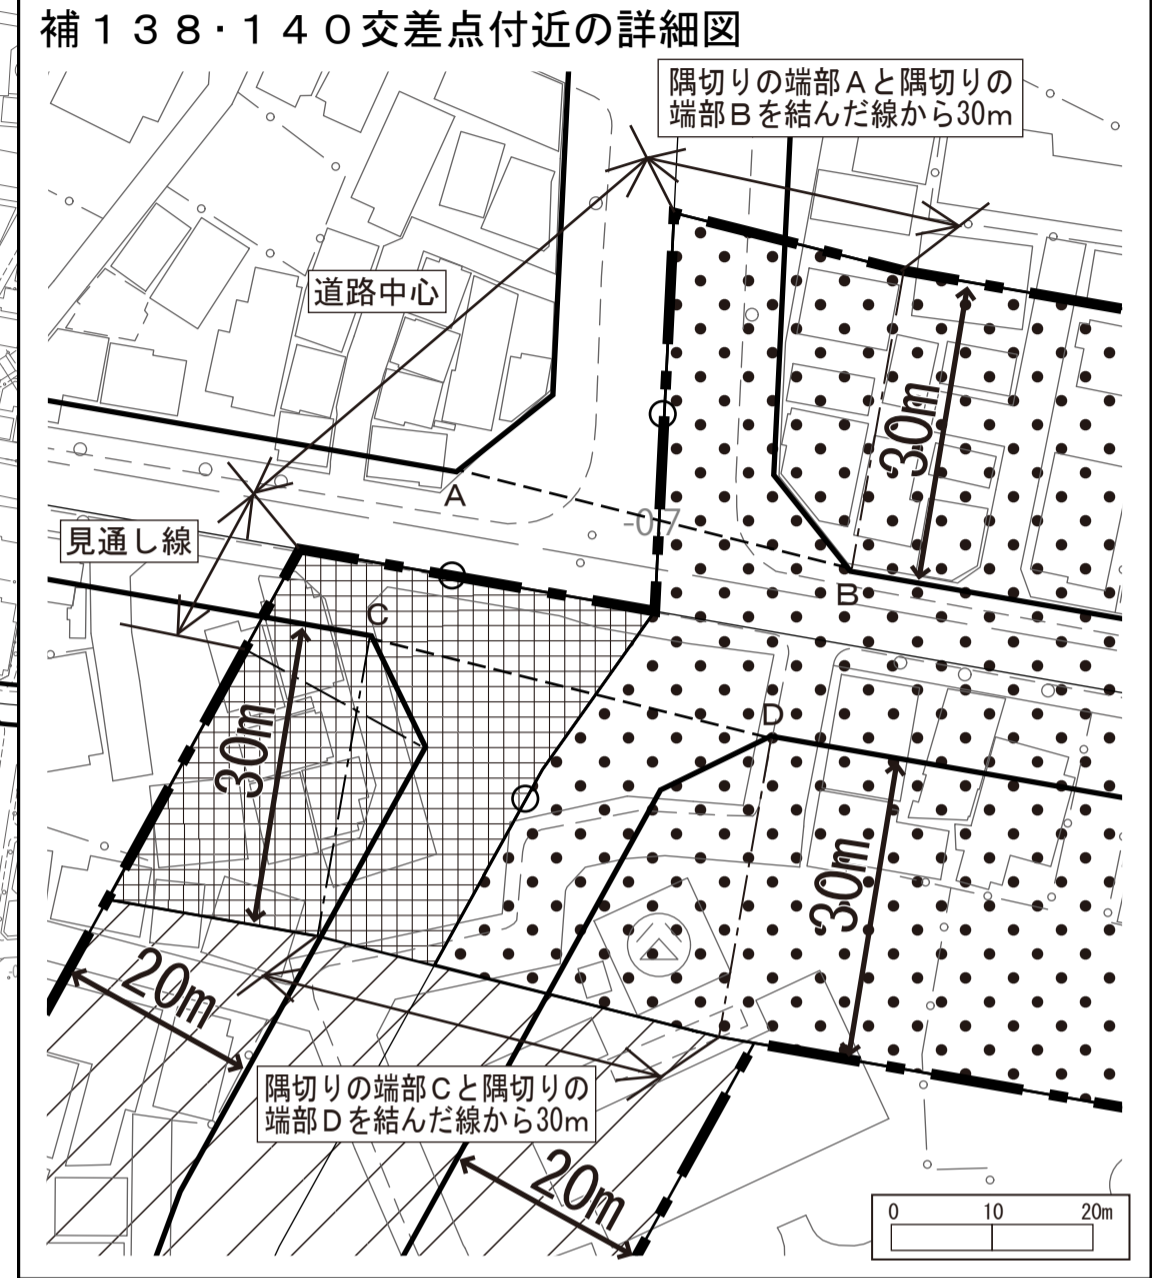 補138・140交差点付近の詳細図
隅切りの端部Aと隅切りの
端部Bを結んだ線から30m
道路中心
30m
A
見通し線
-0.7
B
C
30m
D
30m
20m
隅切りの端部Cと隅切りの
端部Dを結んだ線から30m
20m
0 10 20m